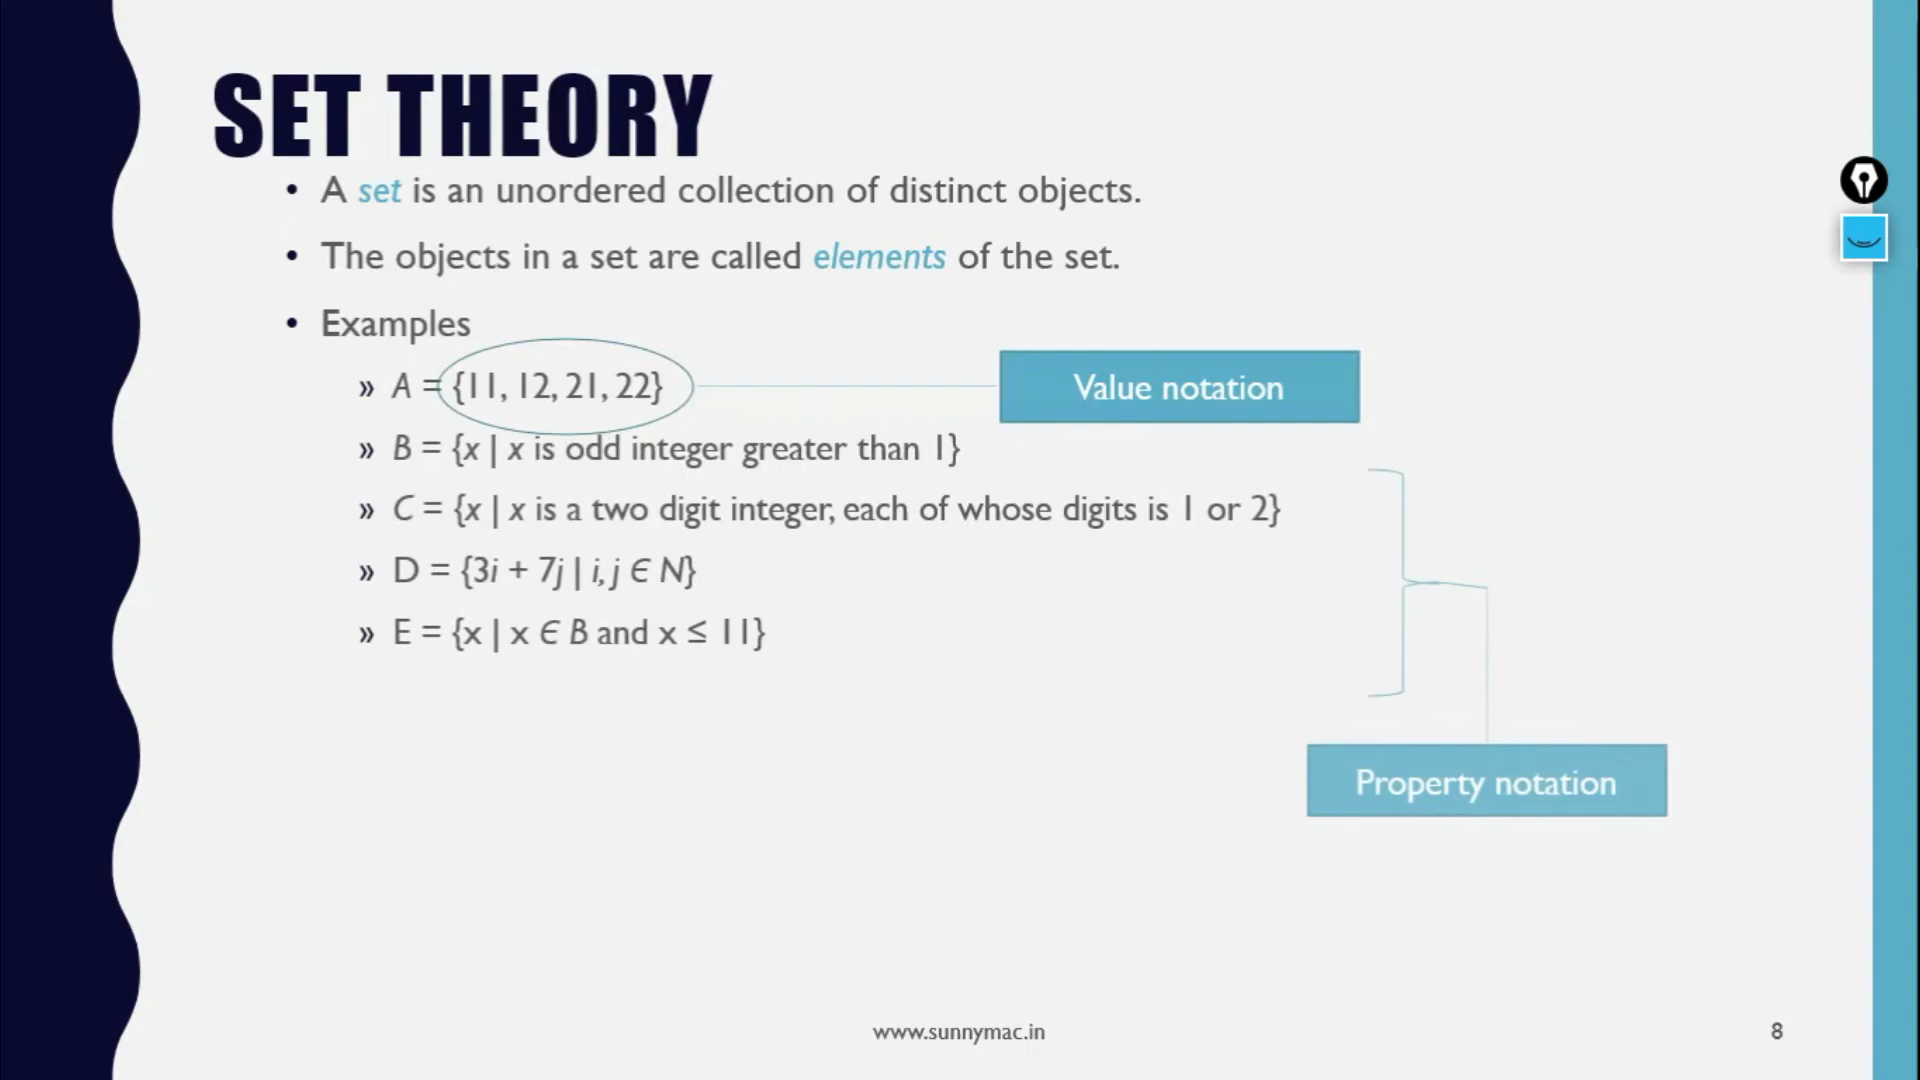 SET THEORY
• A set is an unordered collection of distinct objects.
• The objects in a set are called elements of the set.
• Examples
» A = {11, 12, 21, 22}
Value notation
» B = {x | x is odd integer greater than 1}
» C = {x | x is a two digit integer, each of whose digits is 1 or 2}
» D = {3i + 7j | i, j ∈ N}
» E = {x | x ∈ B and x ≤ 11}
Property notation
www.sunnymac.in
8